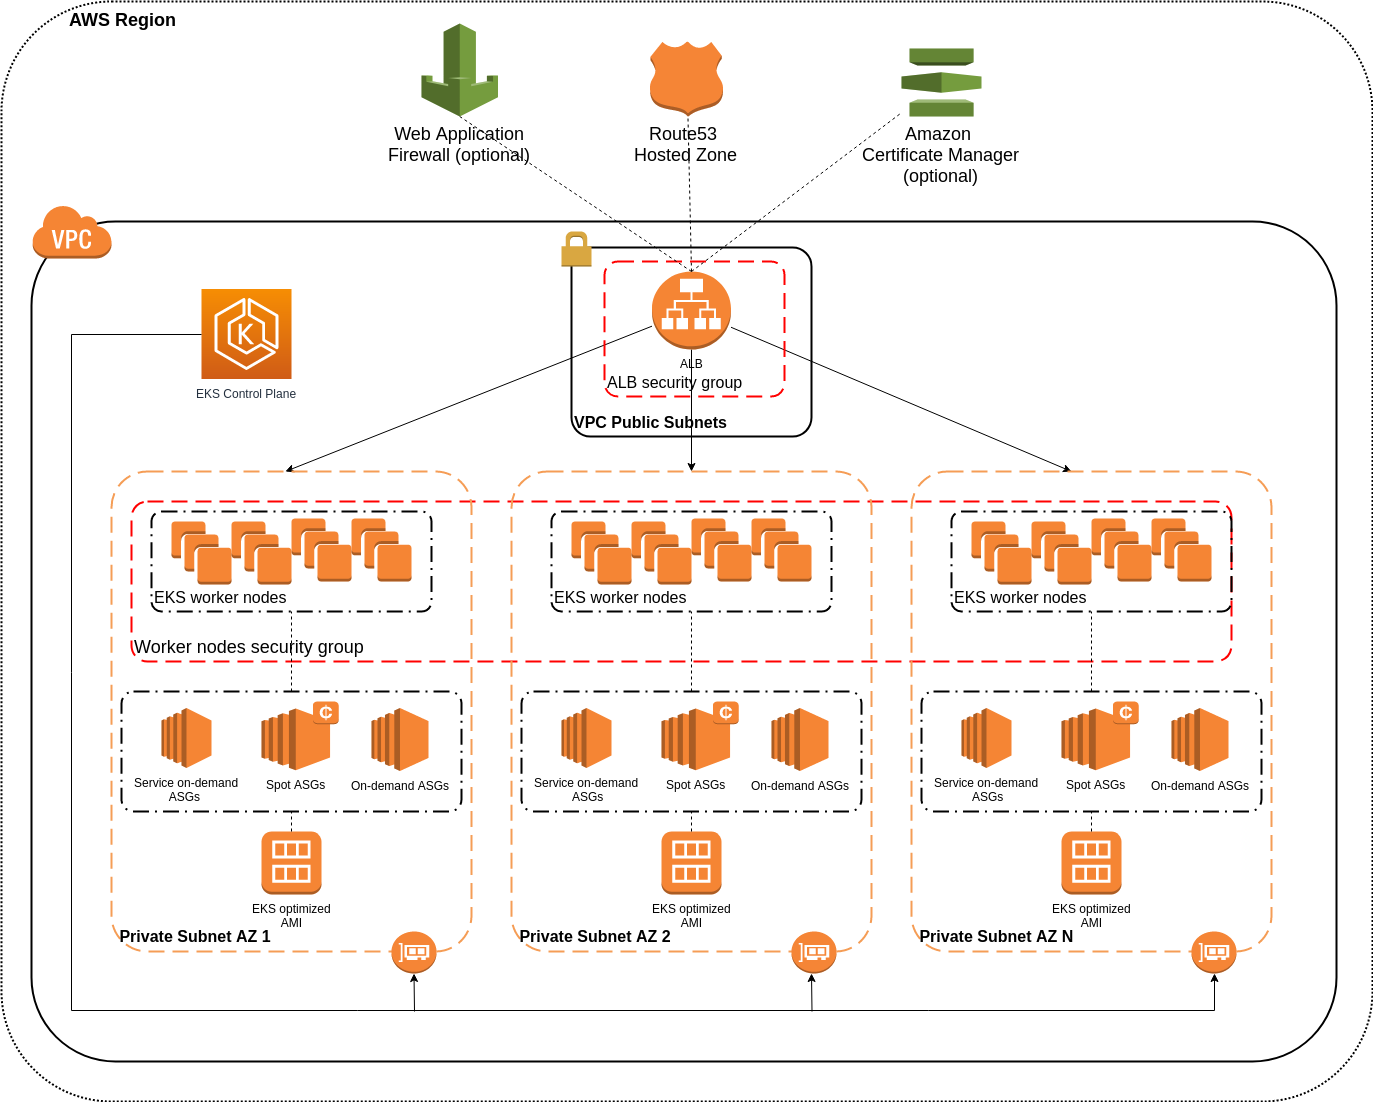 AWS Region
Web Application
Firewall (optional)
Route53
Hosted Zone
Amazon
Certificate Manager
(optional)
VPC
K
EKS Control Plane
ALB
ALB security group
VPC Public Subnets
EKS worker nodes
EKS worker nodes
EKS worker nodes
Worker nodes security group
Service on-demand
ASGs
Spot ASGs
On-demand ASGs
Service on-demand
ASGs
Spot ASGs
On-demand ASGs
Service on-demand
ASGs
Spot ASGs
On-demand ASGs
EKS optimized
AMI
EKS optimized
AMI
EKS optimized
AMI
Private Subnet AZ 1
Private Subnet AZ 2
Private Subnet AZ N